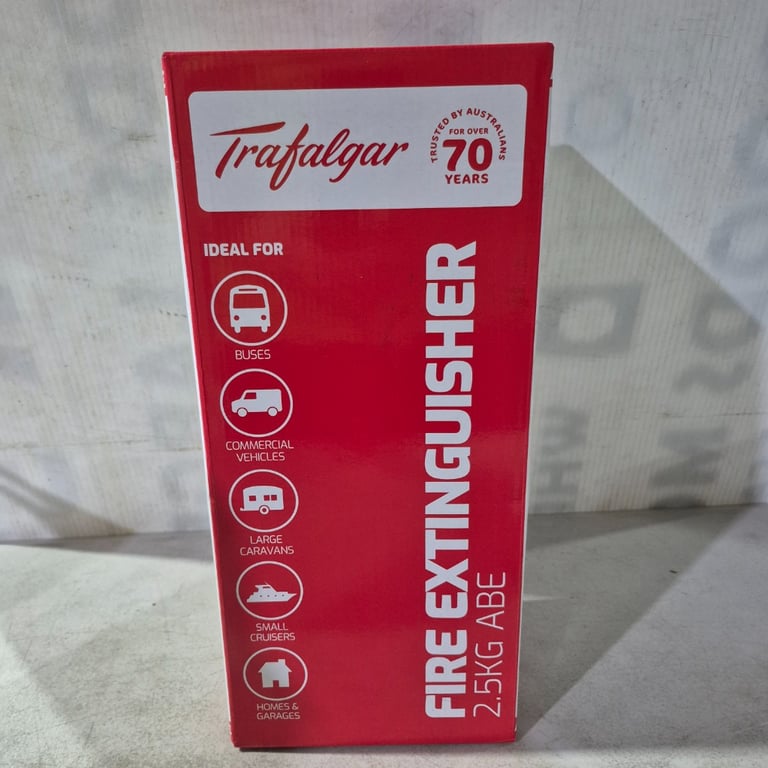 Trafalgar
TRUSTED BY AUSTRALIANS
FOR OVER
70
YEARS
IDEAL FOR
BUSES
COMMERCIAL
VEHICLES
LARGE
CARAVANS
SMALL
CRUISERS
HOMES &
GARAGES
FIRE EXTINGUISHER
2.5KG ABE